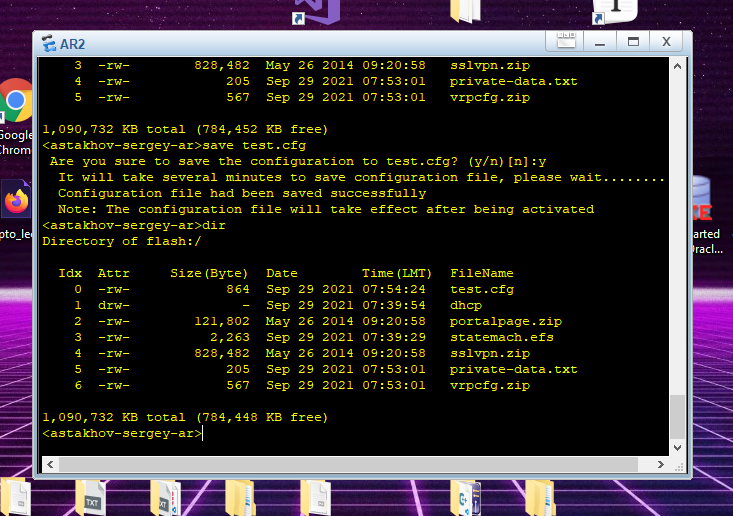 AR2
3  -rw-        828,482  May 26 2014 09:20:58   sslvpn.zip
4  -rw-            205  Sep 29 2021 07:53:01   private-data.txt
5  -rw-            567  Sep 29 2021 07:53:01   vrpcfg.zip
1,090,732 KB total (784,452 KB free)
<astakhov-sergey-ar>save test.cfg
Are you sure to save the configuration to test.cfg? (y/n)[n]:y
It will take several minutes to save configuration file, please wait........
Configuration file had been saved successfully
Note: The configuration file will take effect after being activated
<astakhov-sergey-ar>dir
Directory of flash:/
Idx  Attr     Size(Byte)  Date        Time(LMT)  FileName
0  -rw-            864  Sep 29 2021 07:54:24   test.cfg
1  drw-              -  Sep 29 2021 07:39:54   dhcp
2  -rw-        121,802  May 26 2014 09:20:58   portalpage.zip
3  -rw-          2,263  Sep 29 2021 07:39:29   statemach.efs
4  -rw-        828,482  May 26 2014 09:20:58   sslvpn.zip
5  -rw-            205  Sep 29 2021 07:53:01   private-data.txt
6  -rw-            567  Sep 29 2021 07:53:01   vrpcfg.zip
1,090,732 KB total (784,448 KB free)
<astakhov-sergey-ar>
Google
Chrom
pto_le
arted
Oracl...
TXT